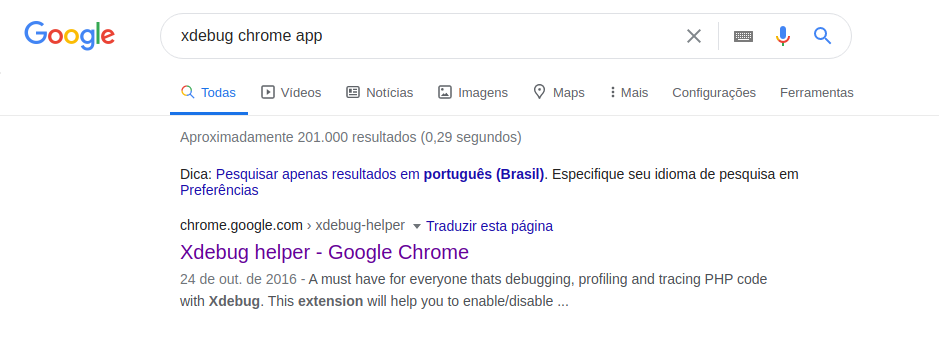 Google
xdebug chrome app
Todas Vídeos Notícias Imagens Maps Mais Configurações Ferramentas
Aproximadamente 201.000 resultados (0,29 segundos)
Dica: Pesquisar apenas resultados em português (Brasil). Especifique seu idioma de pesquisa em
Preferências
chrome.google.com › xdebug-helper Traduzir esta página
Xdebug helper - Google Chrome
24 de out. de 2016 - A must have for everyone thats debugging, profiling and tracing PHP code
with Xdebug. This extension will help you to enable/disable ...